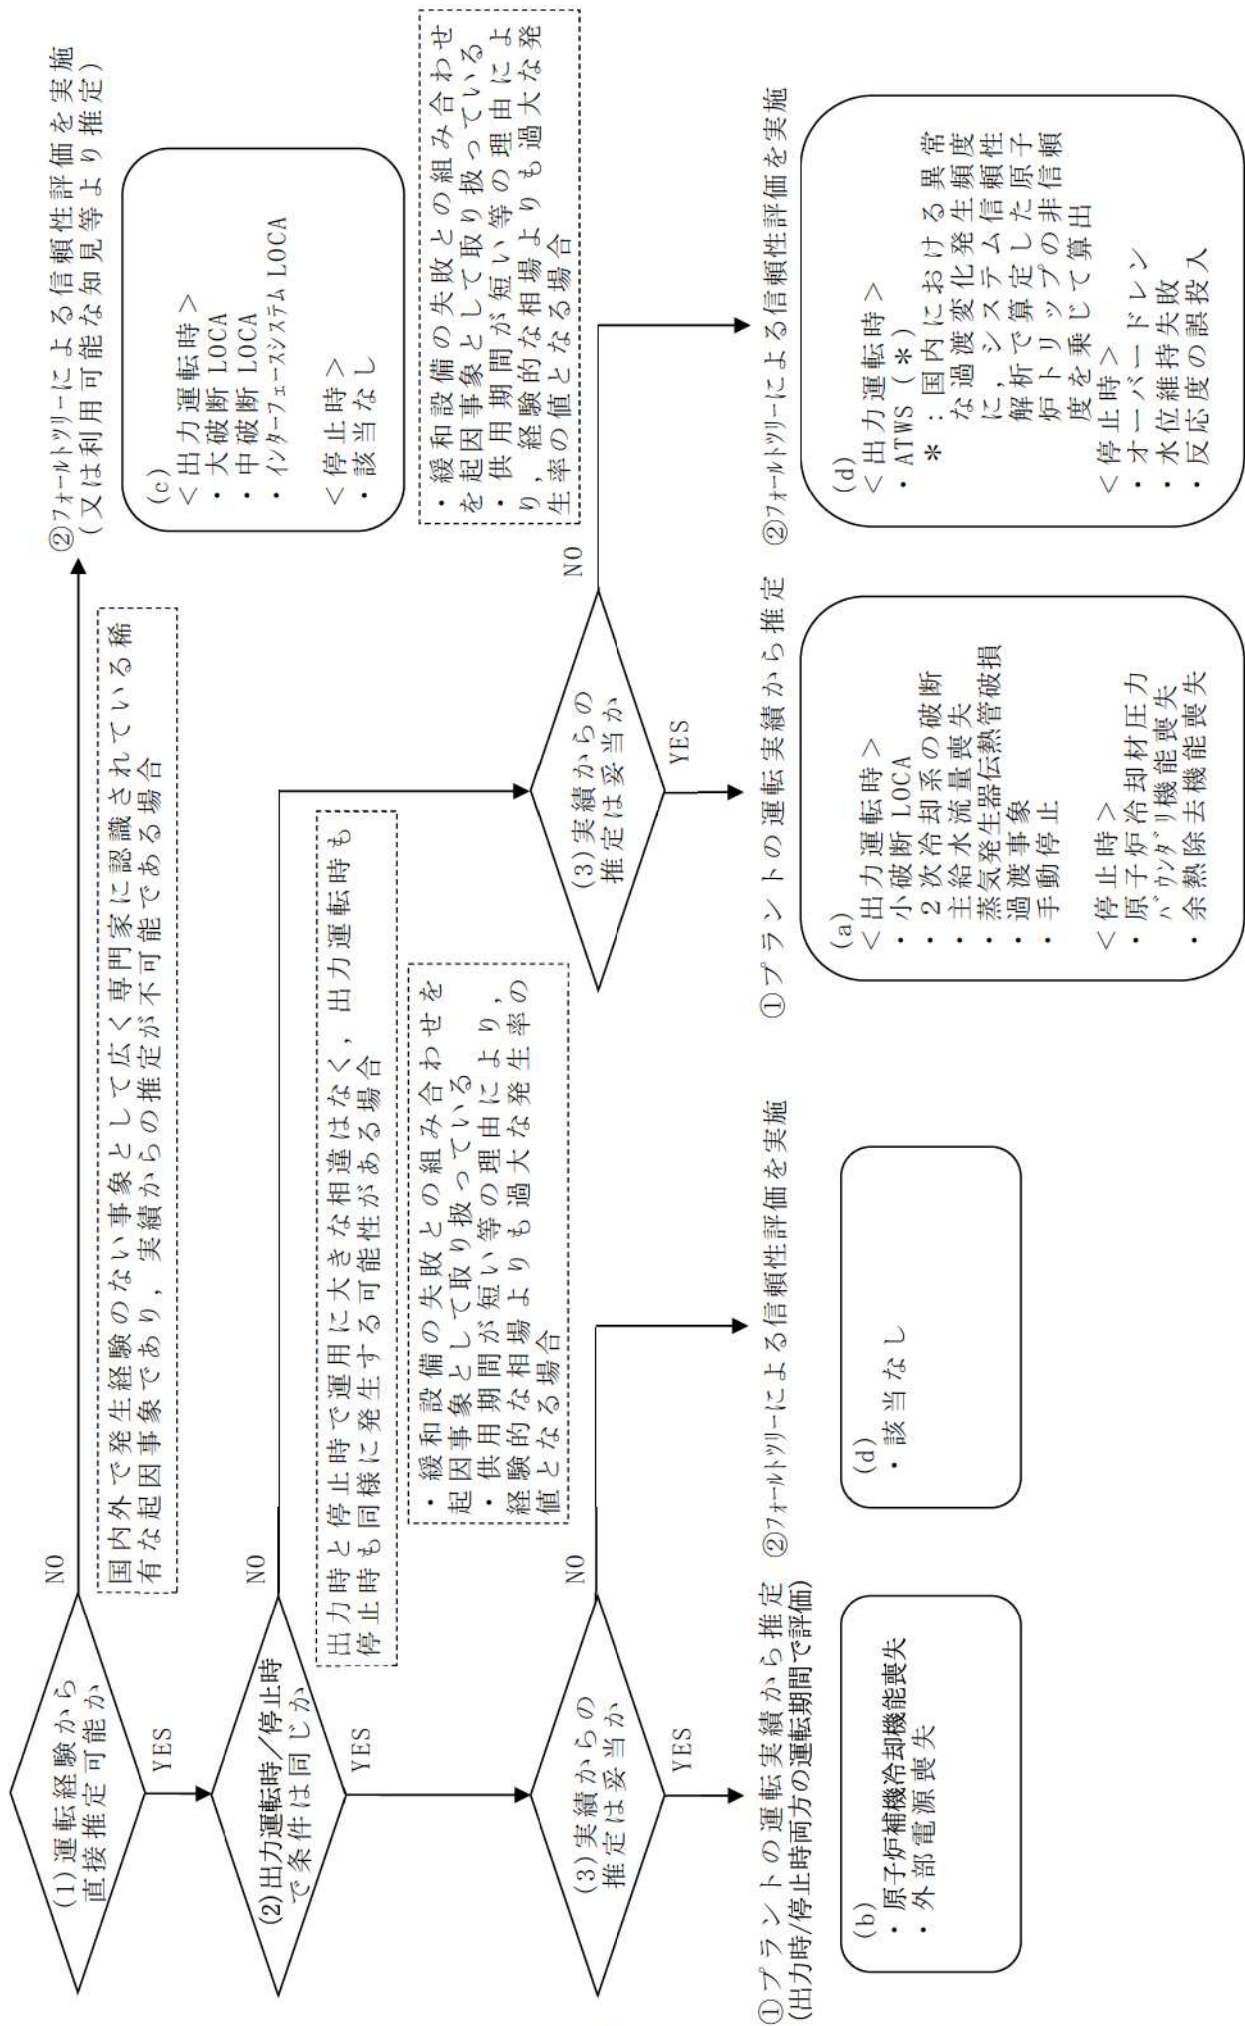 (1)運転経験から
直接推定可能か
NO
YES
国内外で発生経験のない事象として広く専門家に認識されている稀
有な起因事象であり，実績からの推定が不可能である場合
②フォールトツリーによる信頼性評価を実施
(又は利用可能な知見等より推定)
(c)
＜出力運転時＞
・大破断 LOCA
・中破断 LOCA
・インターフェースシステム LOCA
＜停止時＞
・該当なし
(2)出力運転時／停止時
で条件は同じか
NO
YES
出力時と停止時で運用に大きな相違はなく，出力運転時も
停止時も同様に発生する可能性がある場合
(3)実績からの
推定は妥当か
NO
YES
・緩和設備の失敗との組み合わせを
起因事象として取り扱っている
・供用期間が短い等の理由により，
経験的な相場よりも過大な発生率の
値となる場合
(3)実績からの
推定は妥当か
NO
YES
・緩和設備の失敗との組み合わせ
を起因事象として取り扱っている
・供用期間が短い等の理由によ
り，経験的な相場よりも過大な発
生率の値となる場合
①プラントの運転実績から推定
(出力時/停止時両方の運転期間で評価)
(b)
・原子炉補機冷却機能喪失
・外部電源喪失
②フォールトツリーによる信頼性評価を実施
(d)
・該当なし
①プラントの運転実績から推定
(a)
＜出力運転時＞
・小破断 LOCA
・２次冷却系の破断
・主給水流量喪失
・蒸気発生器伝熱管破損
・過渡事象
・手動停止
＜停止時＞
・原子炉冷却材圧力
バウンダリ機能喪失
・余熱除去機能喪失
②フォールトツリーによる信頼性評価を実施
(d)
＜出力運転時＞
・ATWS (＊)
＊：国内における異常
な過渡変化発生頻度
に，システム信頼性
解析で算定した原子
炉トリップの非信頼
度を乗じて算出
＜停止時＞
・オーバードレン
・水位維持失敗
・反応度の誤投入